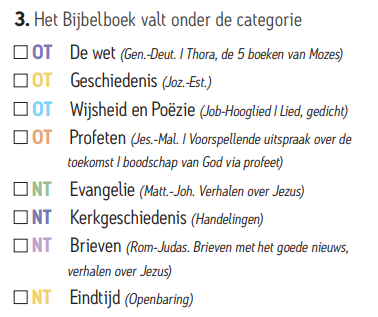 3. Het Bijbelboek valt onder de categorie
☐ OT De wet (Gen.-Deut. | Thora, de 5 boeken van Mozes)
☐ OT Geschiedenis (Joz.-Est.)
☐ OT Wijsheid en Poëzie (Job-Hooglied | Lied, gedicht)
☐ OT Profeten (Jes.-Mal. | Voorspellende uitspraak over de
toekomst | boodschap van God via profeet)
☐ NT Evangelie (Matt.-Joh. Verhalen over Jezus)
☐ NT Kerkgeschiedenis (Handelingen)
☐ NT Brieven (Rom-Judas. Brieven met het goede nieuws,
verhalen over Jezus)
☐ NT Eindtijd (Openbaring)